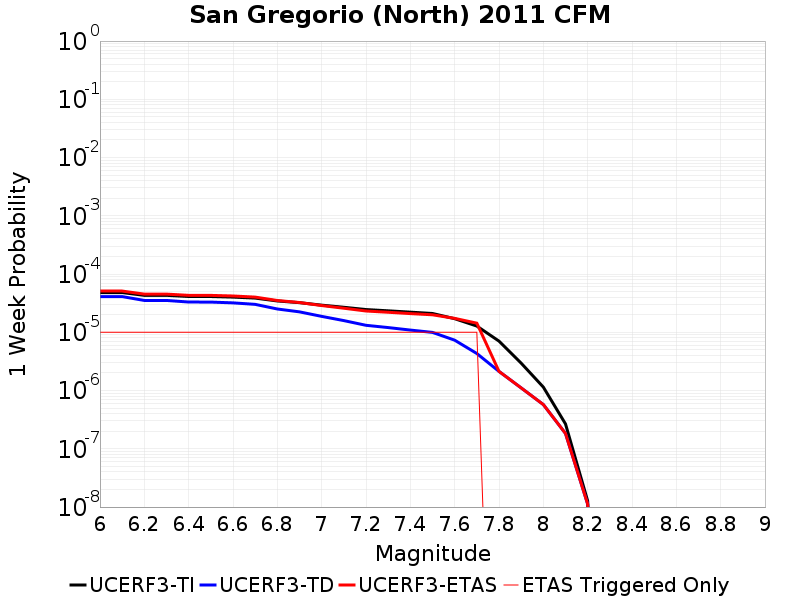 San Gregorio (North) 2011 CFM
1 Week Probability
10^0
10^-1
10^-2
10^-3
10^-4
10^-5
10^-6
10^-7
10^-8
6 6.2 6.4 6.6 6.8 7 7.2 7.4 7.6 7.8 8 8.2 8.4 8.6 8.8 9
Magnitude
UCERF3-TI UCERF3-TD UCERF3-ETAS ETAS Triggered Only